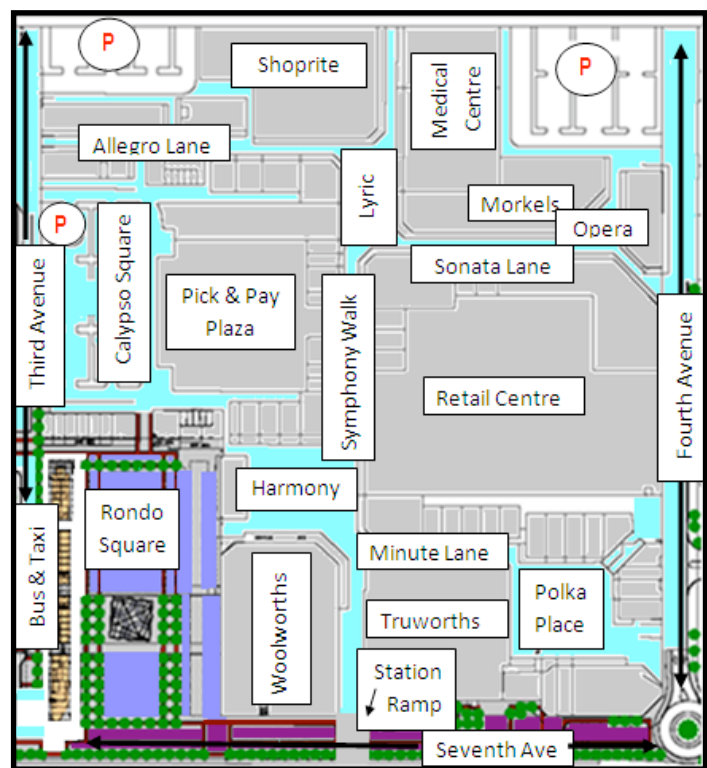 P
P
Shoprite
Medical
Centre
Allegro Lane
Lyric
Morkels
Opera
P
Third Avenue
Calypso Square
Pick & Pay
Plaza
Sonata Lane
Symphony Walk
Retail Centre
Fourth Avenue
Harmony
Rondo
Square
Bus & Taxi
Woolworths
Minute Lane
Truworths
Polka
Place
Station
Ramp
Seventh Ave